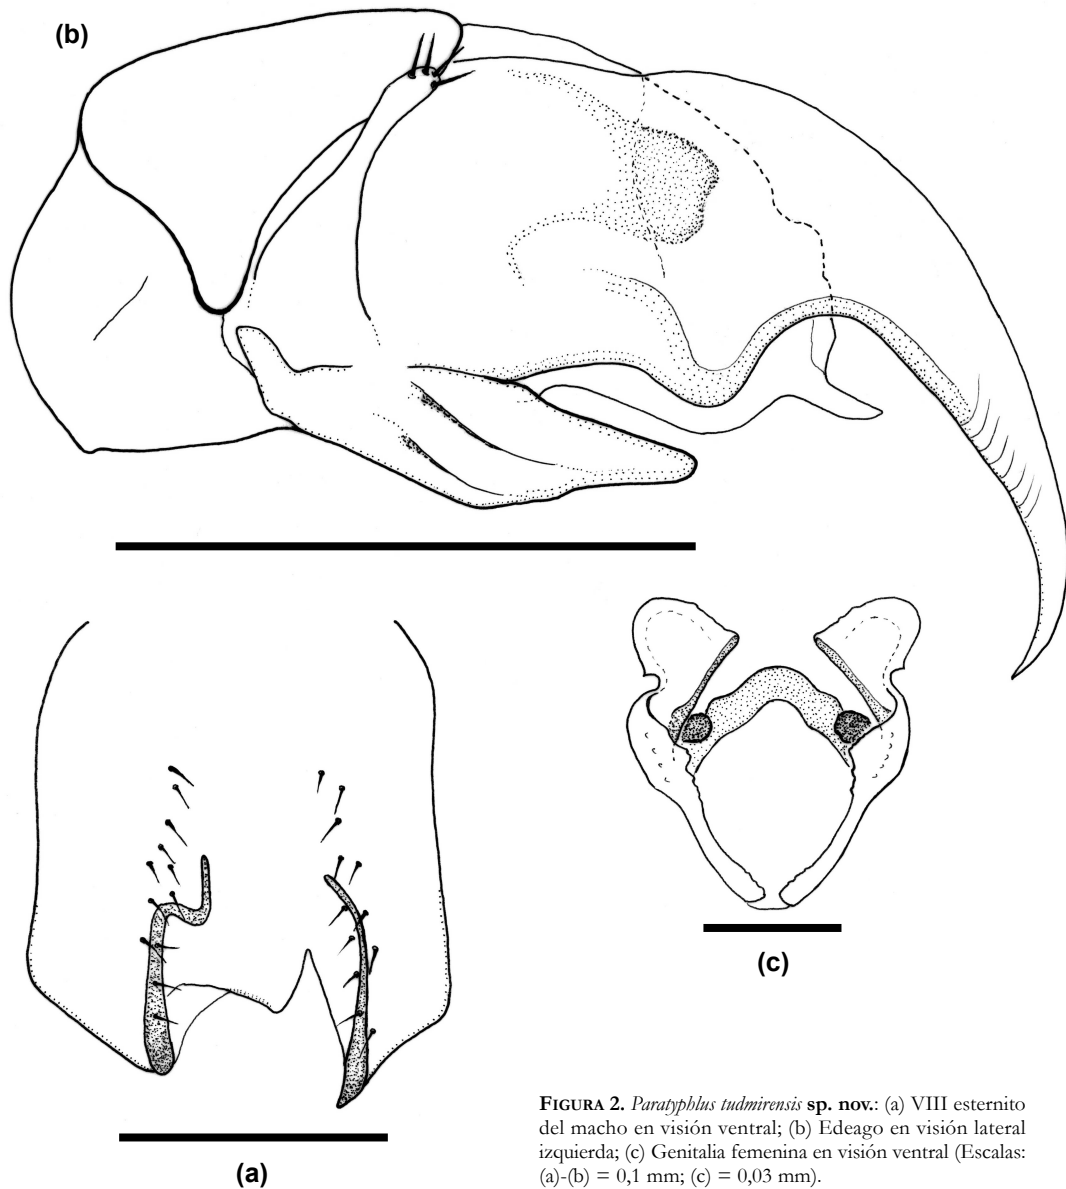 (b)
(c)
(a)
FIGURA 2. Paratyphlus tudmirensis sp. nov.: (a) VIII esternito
del macho en visión ventral; (b) Edeago en visión lateral
izquierda; (c) Genitalia femenina en visión ventral (Escalas:
(a)-(b) = 0,1 mm; (c) = 0,03 mm).